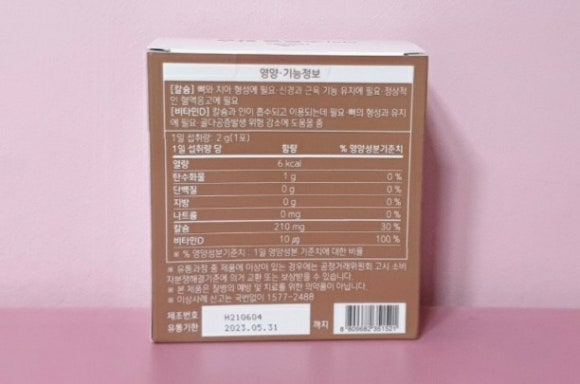 영양·기능정보
[칼슘] 뼈와 치아 형성에 필요·신경과 근육 기능 유지에 필요·정상적
인 혈액응고에 필요
[비타민D] 칼슘과 인이 흡수되고 이용되는데 필요·뼈의 형성과 유지
에 필요·골다공증발생 위험 감소에 도움을 줌
1일 섭취량: 2 g(1포)
1일 섭취량 당 함량 % 영양성분기준치
열량 6 kcal
탄수화물 1 g 0 %
단백질 0 g 0 %
지방 0 g 0 %
나트륨 0 mg 0 %
칼슘 210 mg 30 %
비타민D 10 ㎍ 100 %
※ % 영양성분기준치 : 1일 영양성분 기준치에 대한 비율
※ 유통과정 중 제품에 이상이 있는 경우에는 공정거래위원회 고시 소비
자분쟁해결기준에 의거 교환 또는 보상받을 수 있습니다.
※ 본 제품은 질병의 예방 및 치료를 위한 의약품이 아닙니다.
※ 이상사례 신고는 국번없이 1577-2488
제조번호 H210604
유통기한 2023.05.31 까지
8 809682 351521